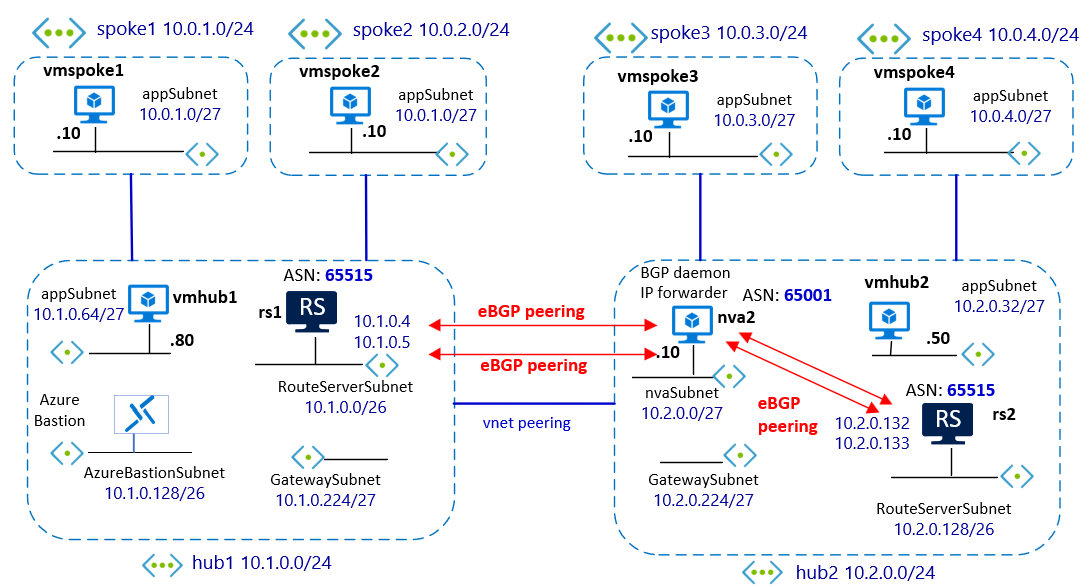 spoke1 10.0.1.0/24
spoke2 10.0.2.0/24
spoke3 10.0.3.0/24
spoke4 10.0.4.0/24
vmspoke1
appSubnet
10.0.1.0/27
.10
vmspoke2
appSubnet
10.0.1.0/27
.10
vmspoke3
appSubnet
10.0.3.0/27
.10
vmspoke4
appSubnet
10.0.4.0/27
.10
appSubnet
10.1.0.64/27
vmhub1
.80
ASN: 65515
rs1
RS
10.1.0.4
10.1.0.5
RouteServerSubnet
10.1.0.0/26
Azure
Bastion
AzureBastionSubnet
10.1.0.128/26
GatewaySubnet
10.1.0.224/27
hub1 10.1.0.0/24
eBGP peering
eBGP peering
vnet peering
BGP daemon
IP forwarder
ASN: 65001
nva2
.10
nvaSubnet
10.2.0.0/27
vmhub2
appSubnet
10.2.0.32/27
.50
eBGP
peering
ASN: 65515
10.2.0.132
10.2.0.133
RS
rs2
GatewaySubnet
10.2.0.224/27
RouteServerSubnet
10.2.0.128/26
hub2 10.2.0.0/24